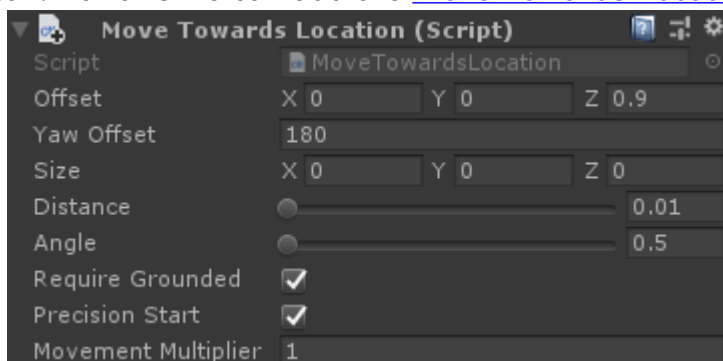 Move Towards Location (Script)
Script MoveTowardsLocation
Offset X 0 Y 0 Z 0.9
Yaw Offset 180
Size X 0 Y 0 Z 0
Distance 0.01
Angle 0.5
Require Grounded
Precision Start
Movement Multiplier 1